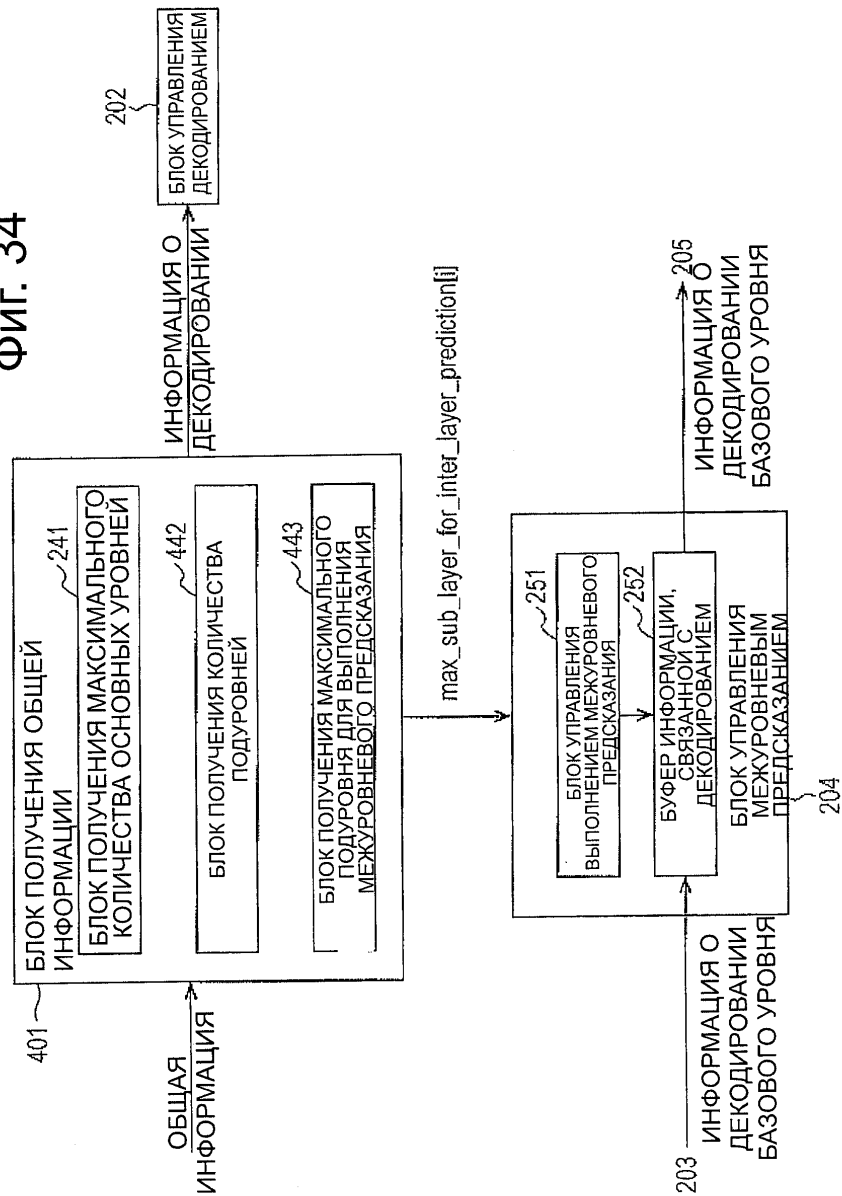 Фиг. 34
401
БЛОК ПОЛУЧЕНИЯ ОБЩЕЙ
ИНФОРМАЦИИ
241
БЛОК ПОЛУЧЕНИЯ МАКСИМАЛЬНОГО
КОЛИЧЕСТВА ОСНОВНЫХ УРОВНЕЙ
442
БЛОК ПОЛУЧЕНИЯ КОЛИЧЕСТВА
ПОДУРОВНЕЙ
443
БЛОК ПОЛУЧЕНИЯ МАКСИМАЛЬНОГО
ПОДУРОВНЯ ДЛЯ ВЫПОЛНЕНИЯ
МЕЖУРОВНЕВОГО ПРЕДСКАЗАНИЯ
ОБЩАЯ
ИНФОРМАЦИЯ
ИНФОРМАЦИЯ О
ДЕКОДИРОВАНИИ
202
БЛОК УПРАВЛЕНИЯ
ДЕКОДИРОВАНИЕМ
max_sub_layer_for_inter_layer_prediction[i]
251
БЛОК УПРАВЛЕНИЯ
ВЫПОЛНЕНИЕМ МЕЖУРОВНЕВОГО
ПРЕДСКАЗАНИЯ
252
БУФЕР ИНФОРМАЦИИ,
СВЯЗАННОЙ С
ДЕКОДИРОВАНИЕМ
БЛОК УПРАВЛЕНИЯ
МЕЖУРОВНЕВЫМ
ПРЕДСКАЗАНИЕМ
204
203
ИНФОРМАЦИЯ О
ДЕКОДИРОВАНИИ
БАЗОВОГО УРОВНЯ
205
ИНФОРМАЦИЯ О
ДЕКОДИРОВАНИИ
БАЗОВОГО УРОВНЯ